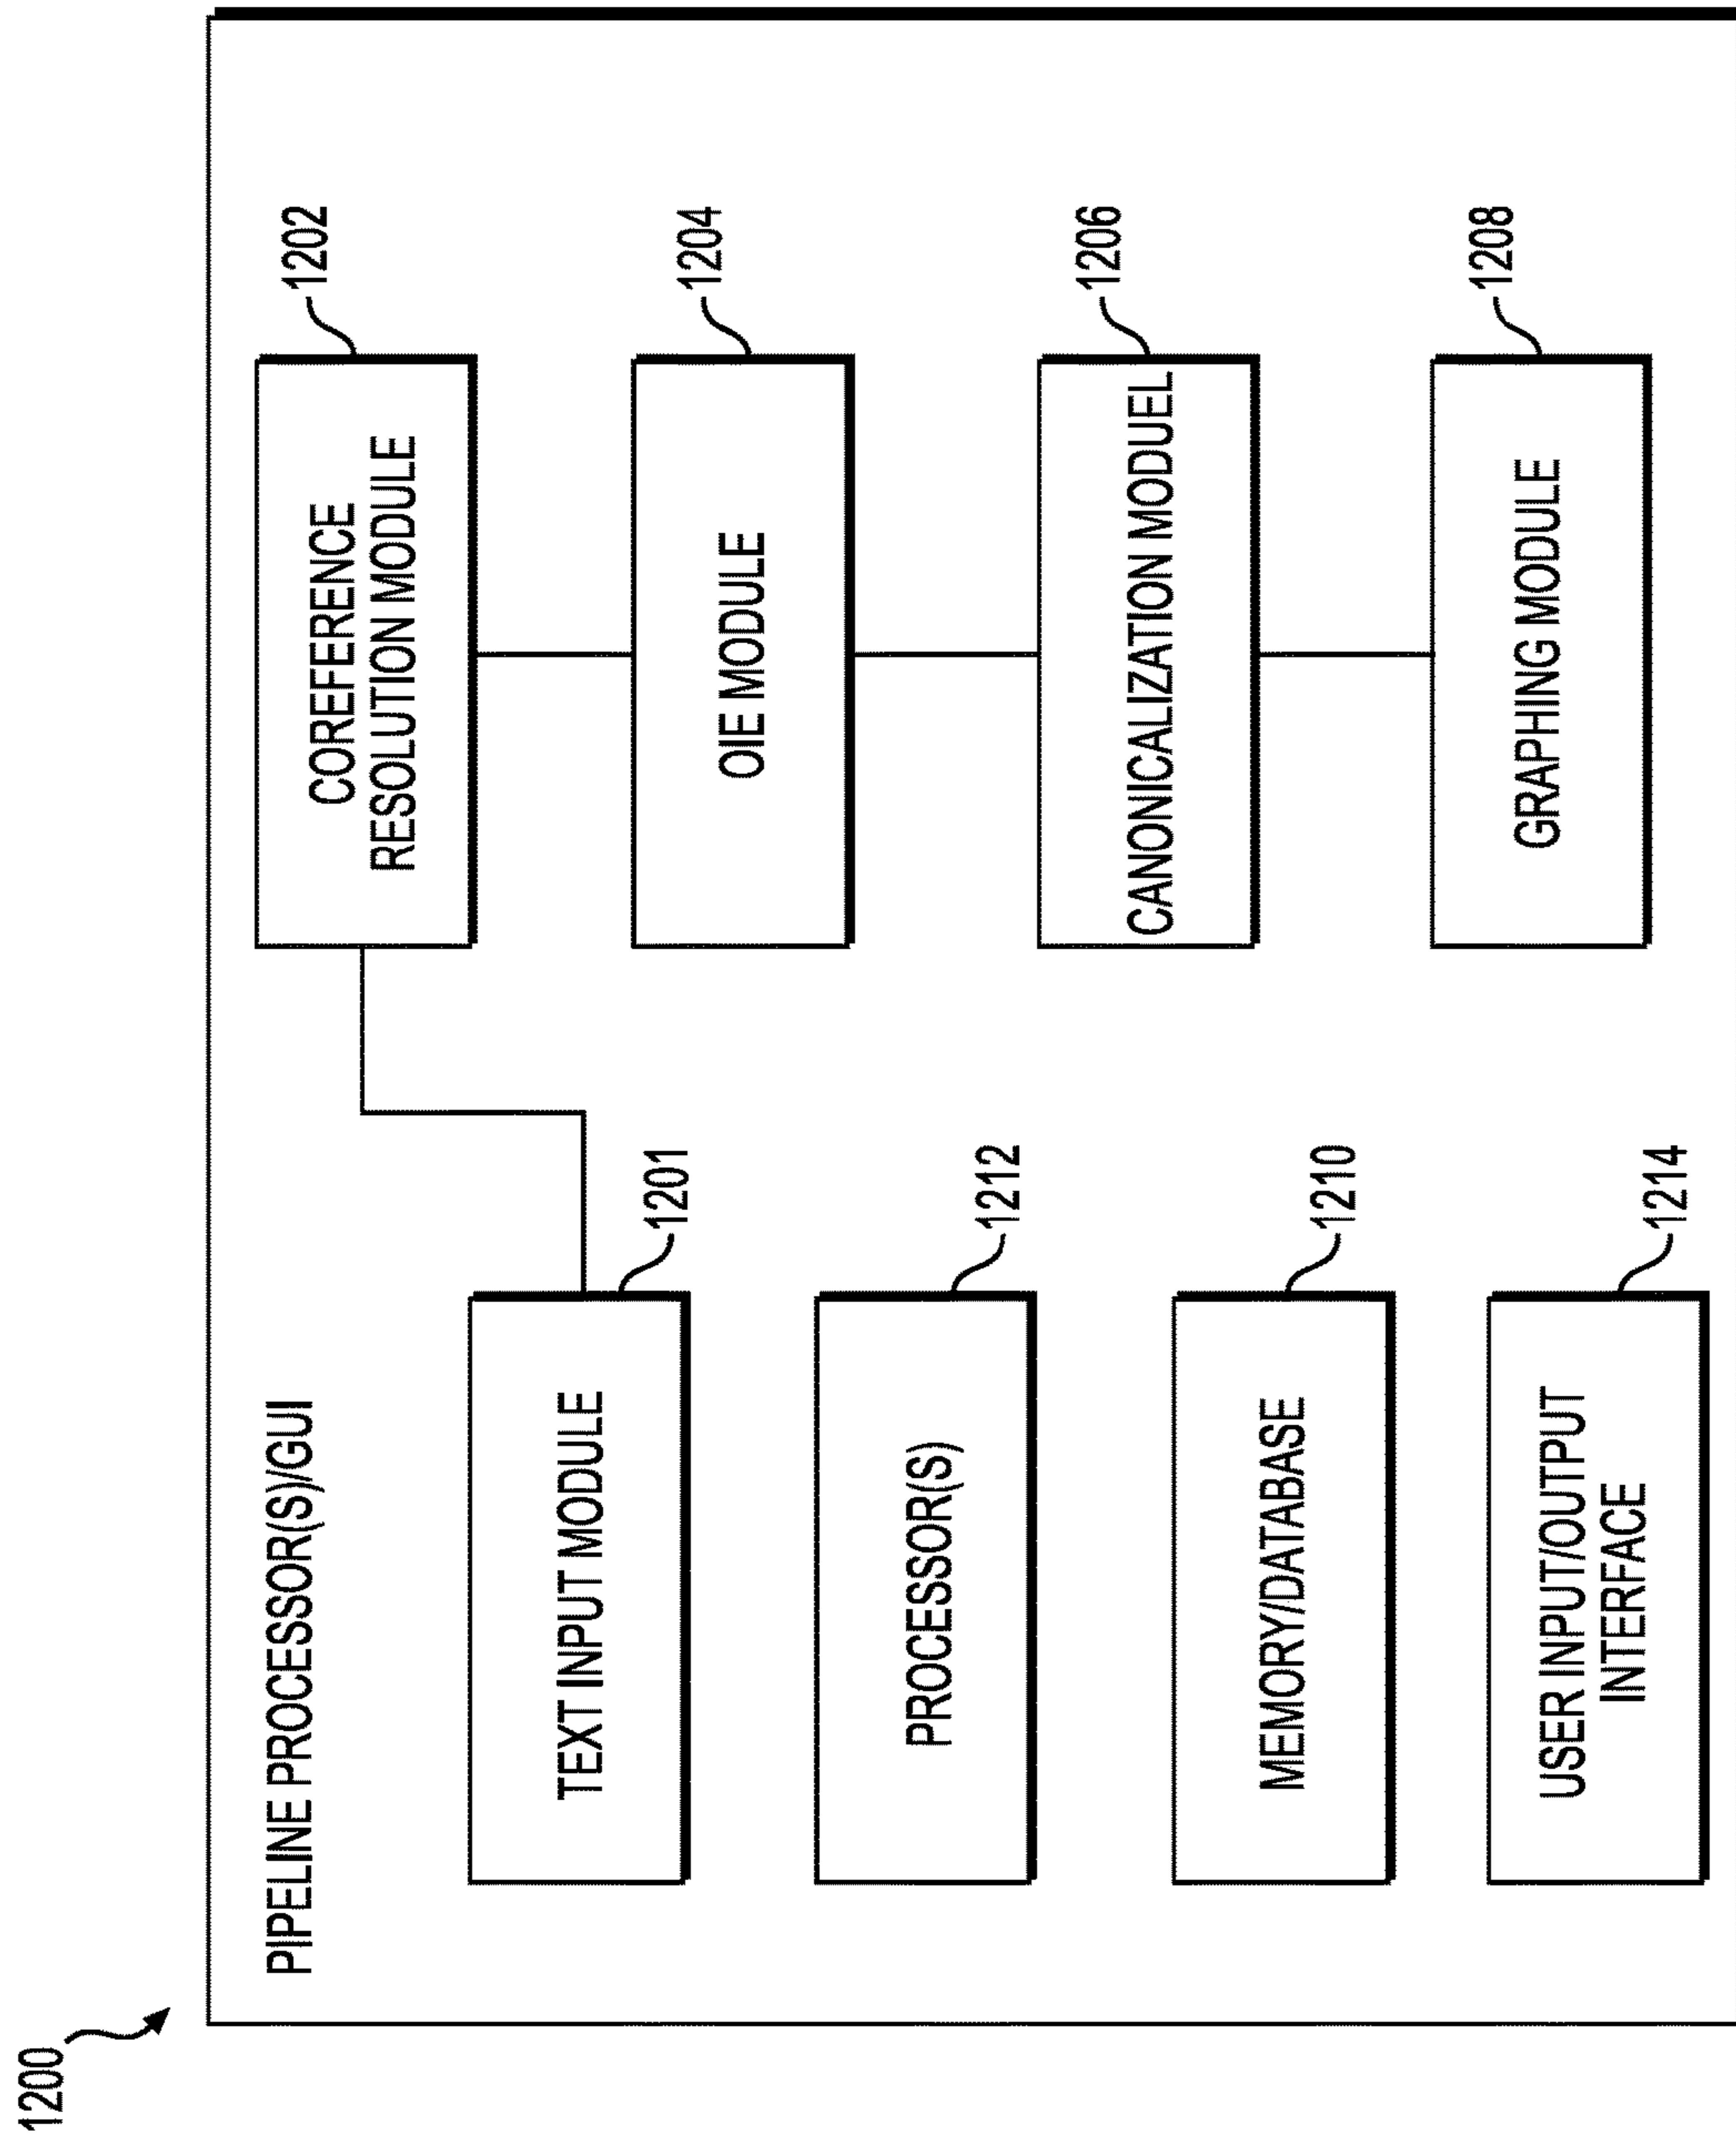 1200
PIPELINE PROCESSOR(S)/GUI
TEXT INPUT MODULE
1201
PROCESSOR(S)
1212
MEMORY/DATABASE
1210
USER INPUT/OUTPUT
INTERFACE
1214
COREFERENCE
RESOLUTION MODULE
1202
OIE MODULE
1204
CANONICALIZATION MODUEL
1206
GRAPHING MODULE
1208